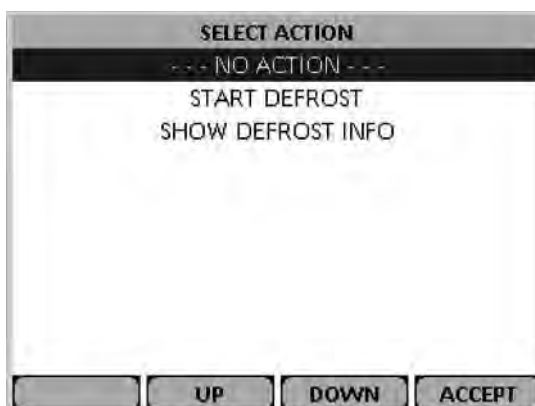 SELECT ACTION
- - - NO ACTION - - -
START DEFROST
SHOW DEFROST INFO
UP DOWN ACCEPT